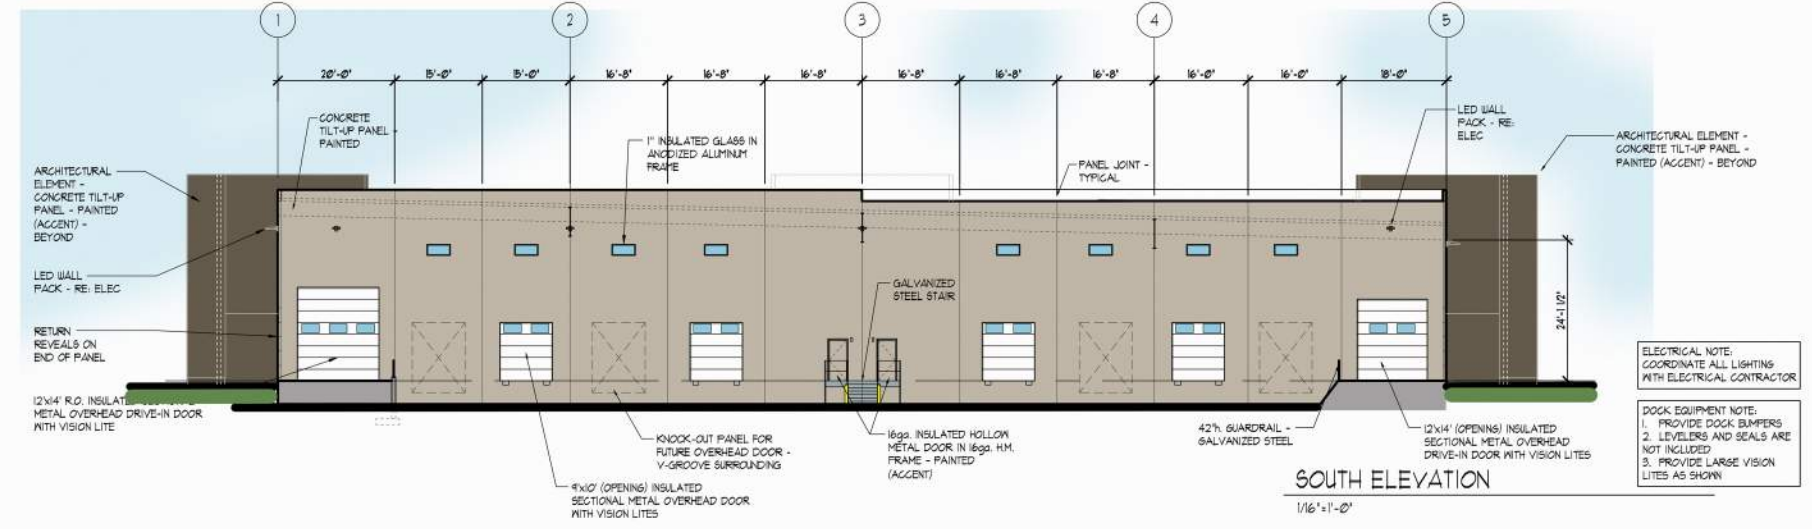 1 2 3 4 5
20'-0" 15'-0" 15'-0" 16'-8" 16'-8" 16'-8" 16'-8" 16'-8" 16'-8" 16'-0" 16'-0" 18'-0"
CONCRETE
TILT-UP PANEL -
PAINTED
1" INSULATED GLASS IN
ANODIZED ALUMINUM
FRAME
PANEL JOINT -
TYPICAL
LED WALL
PACK - RE:
ELEC
ARCHITECTURAL ELEMENT -
CONCRETE TILT-UP PANEL -
PAINTED (ACCENT) - BEYOND
ARCHITECTURAL
ELEMENT -
CONCRETE TILT-UP
PANEL - PAINTED
(ACCENT) -
BEYOND
LED WALL
PACK - RE: ELEC
RETURN
REVEALS ON
END OF PANEL
12'x14' R.O. INSULATED
METAL OVERHEAD DRIVE-IN DOOR
WITH VISION LITE
GALVANIZED
STEEL STAIR
24'-1 1/2"
KNOCK-OUT PANEL FOR
FUTURE OVERHEAD DOOR -
V-GROOVE SURROUNDING
9'x10' (OPENING) INSULATED
SECTIONAL METAL OVERHEAD DOOR
WITH VISION LITES
16ga. INSULATED HOLLOW
METAL DOOR IN 16ga. H.M.
FRAME - PAINTED
(ACCENT)
42"h. GUARDRAIL -
GALVANIZED STEEL
12'x14' (OPENING) INSULATED
SECTIONAL METAL OVERHEAD
DRIVE-IN DOOR WITH VISION LITES
ELECTRICAL NOTE:
COORDINATE ALL LIGHTING
WITH ELECTRICAL CONTRACTOR
DOCK EQUIPMENT NOTE:
1. PROVIDE DOCK BUMPERS
2. LEVELERS AND SEALS ARE
NOT INCLUDED
3. PROVIDE LARGE VISION
LITES AS SHOWN
SOUTH ELEVATION
1/16"=1'-0"